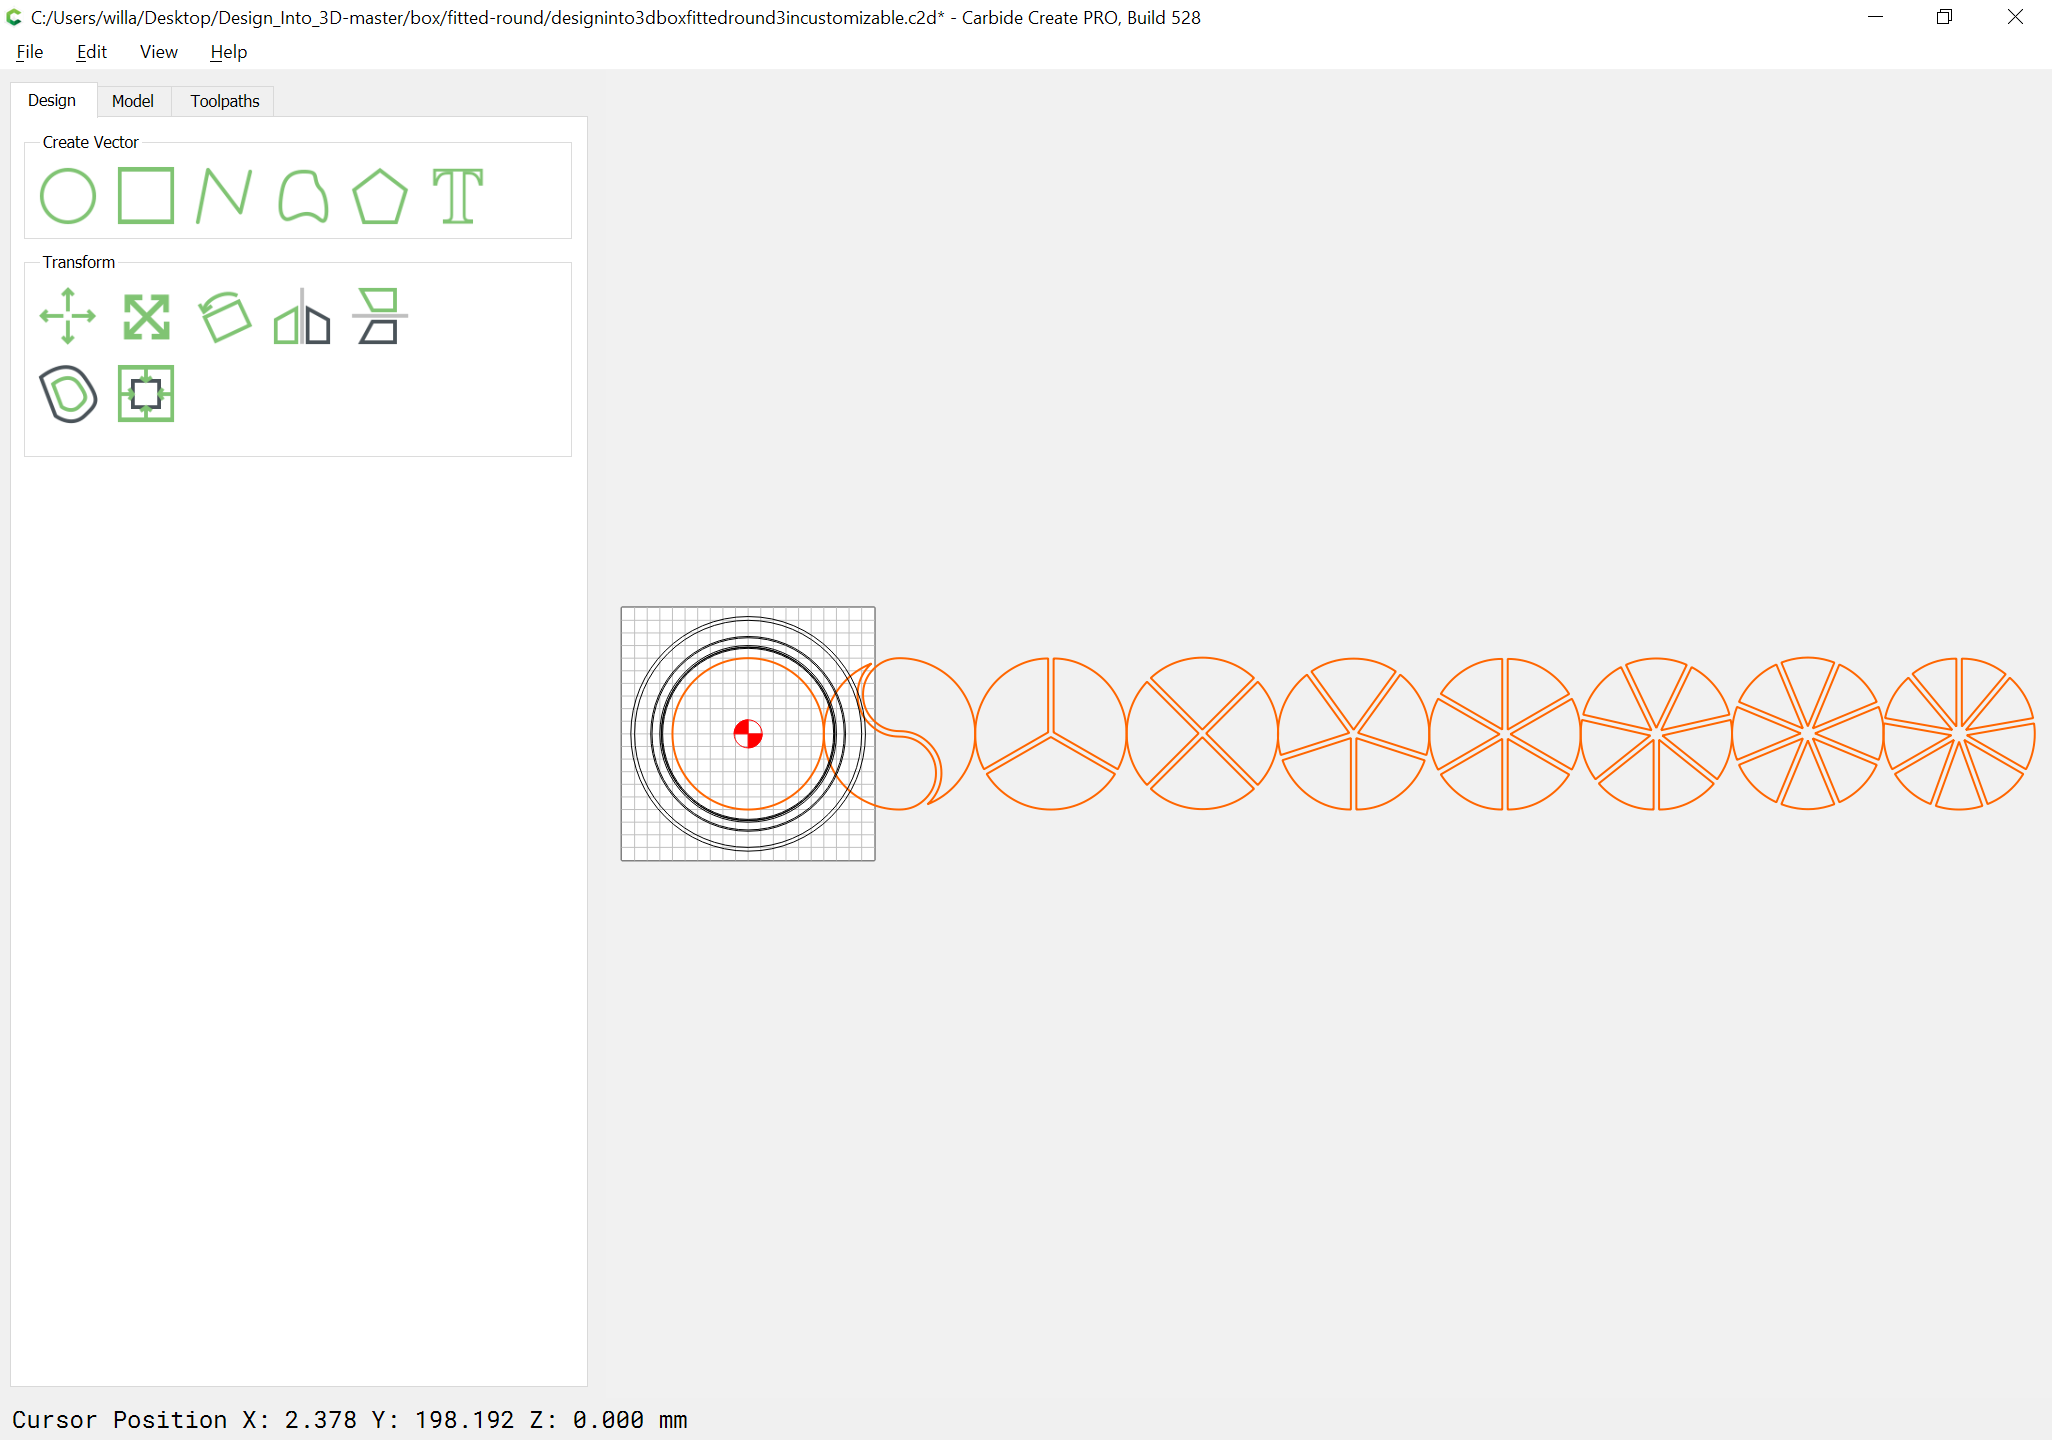 C:/Users/willa/Desktop/Design_Into_3D-master/box/fitted-round/designinto3dboxfittedround3incustomizable.c2d* - Carbide Create PRO, Build 528
File Edit View Help
Design Model Toolpaths
Create Vector
Transform
Cursor Position X: 2.378 Y: 198.192 Z: 0.000 mm